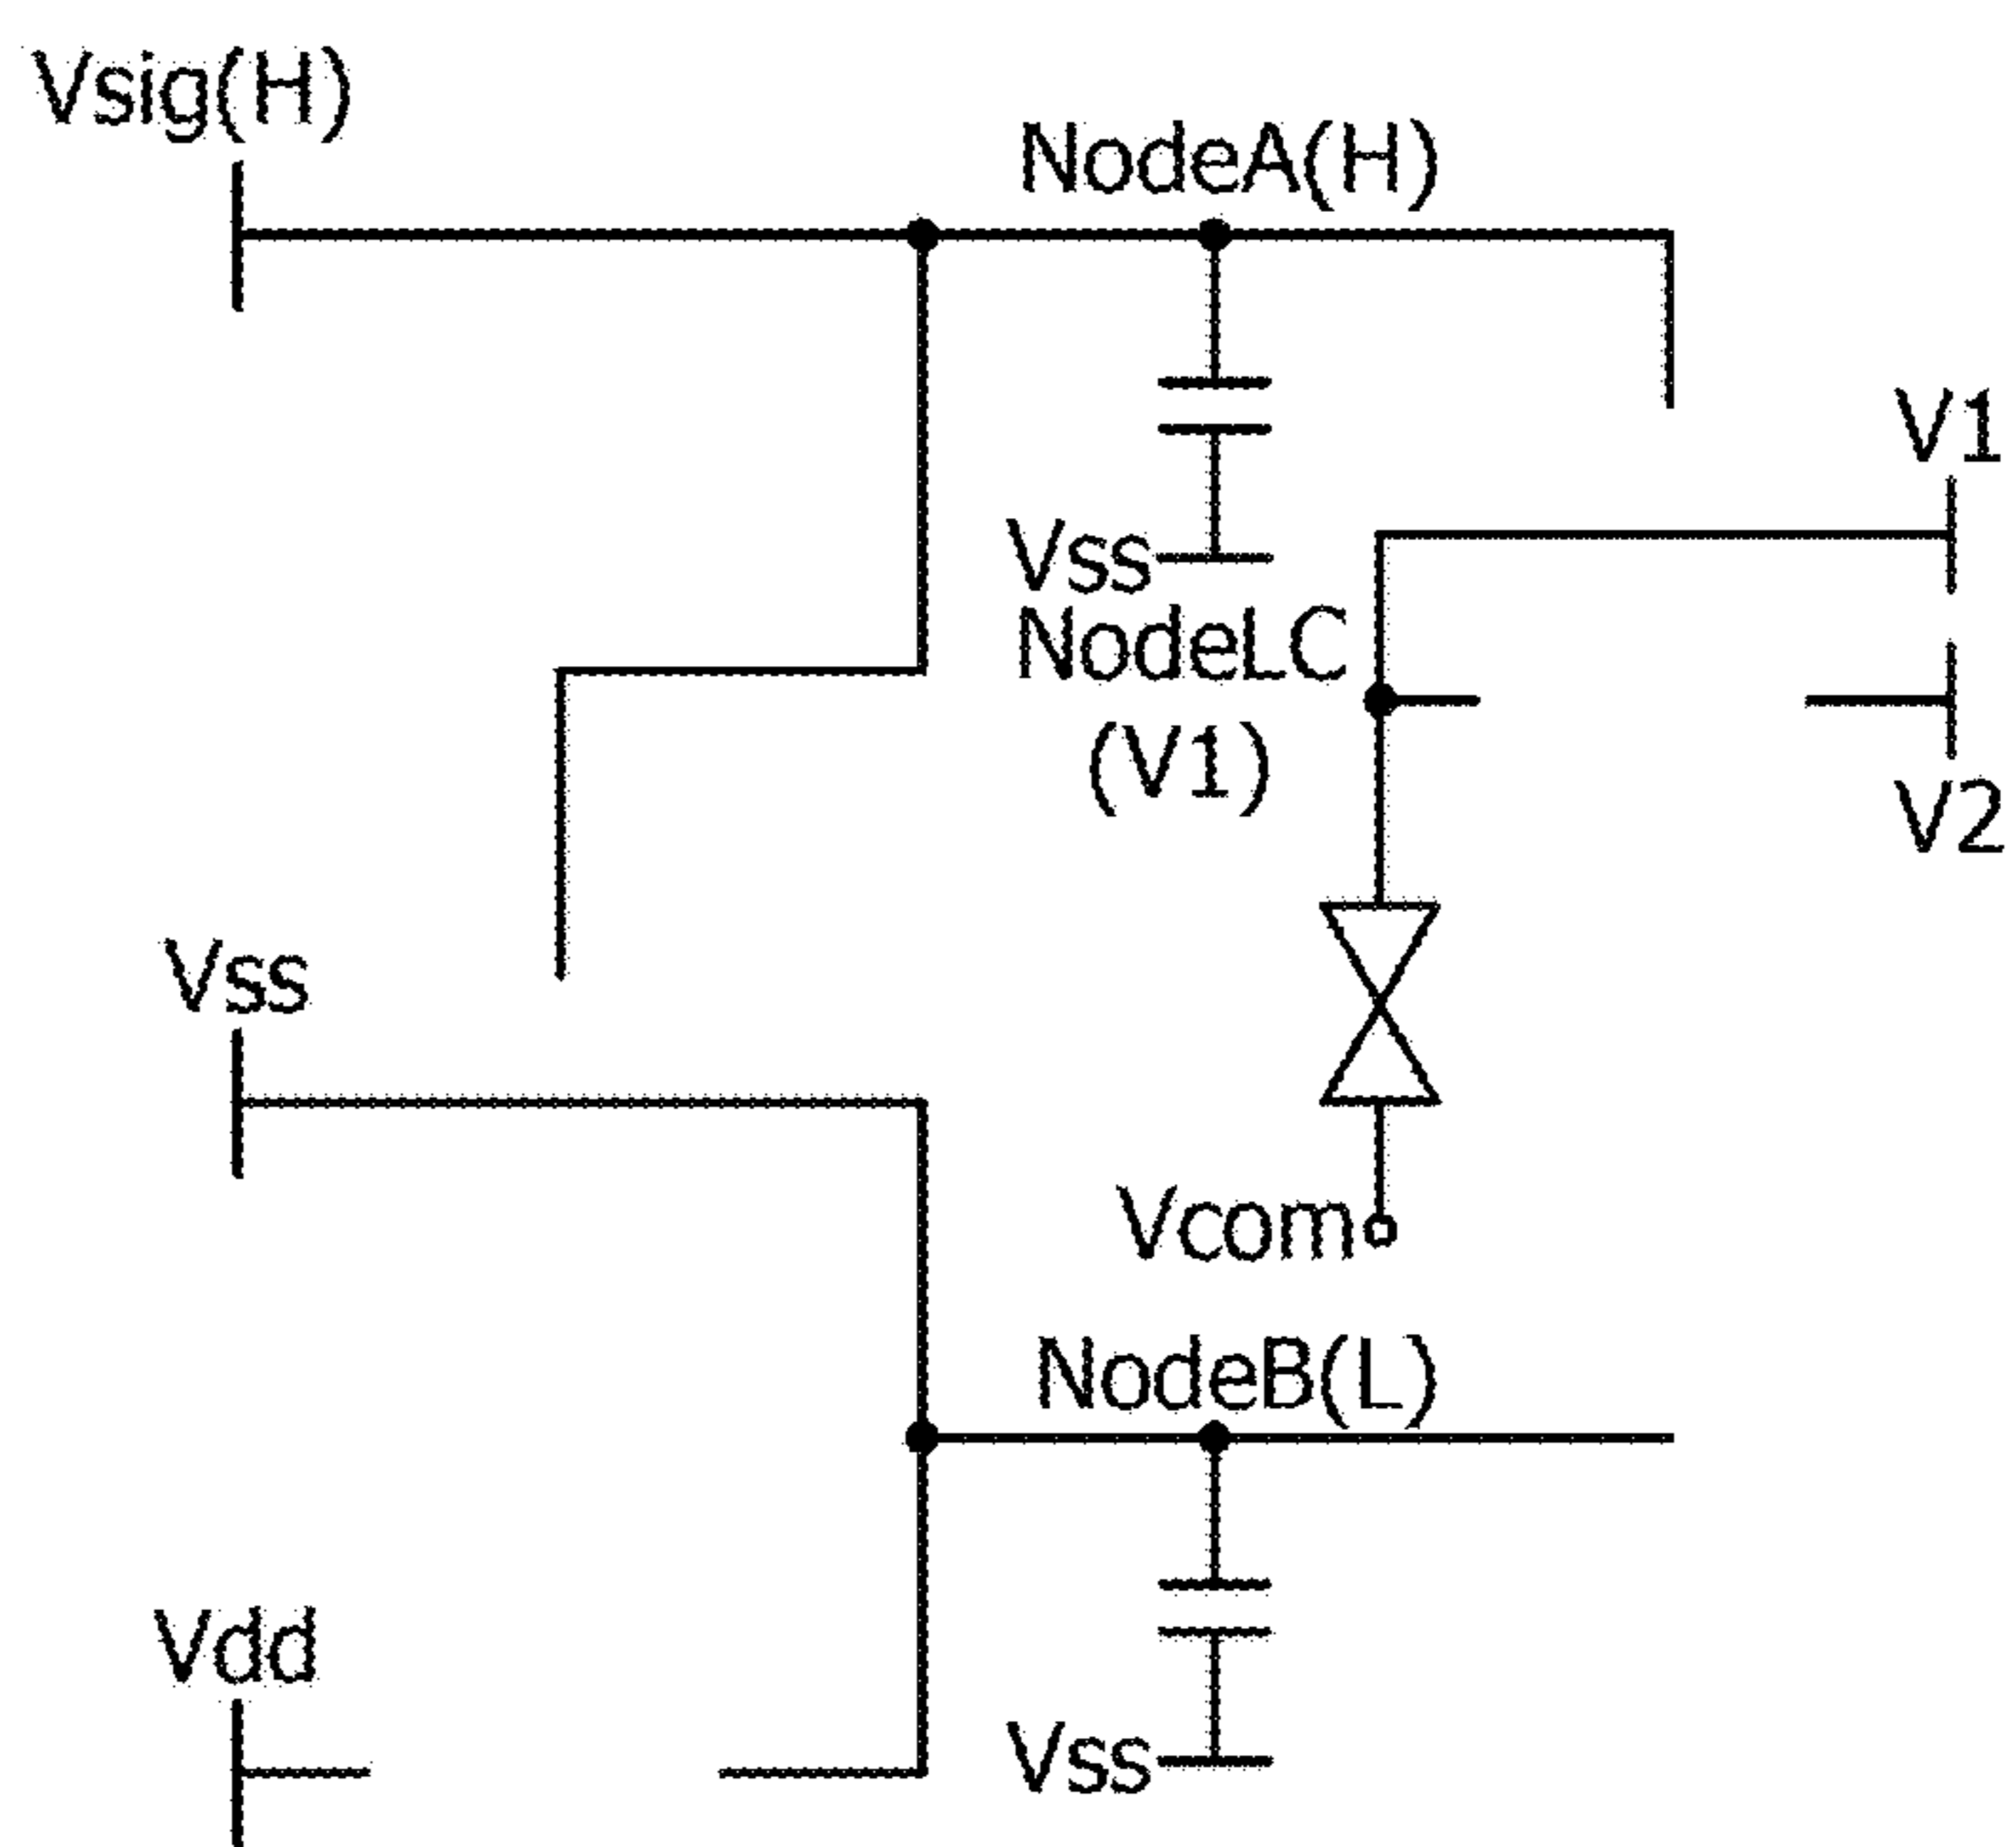 Vsig(H)
NodeA(H)
V1
Vss
NodeLC
(V1)
V2
Vss
Vcom
NodeB(L)
Vdd
Vss